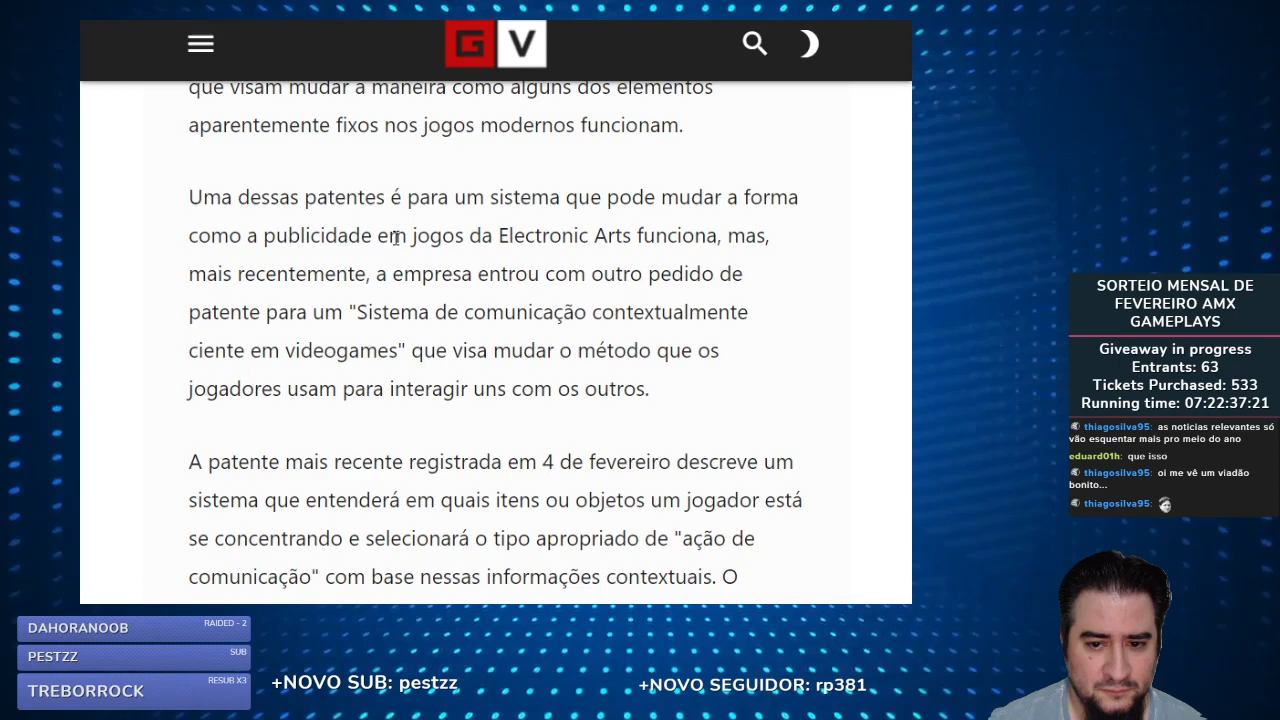 G V
que visam mudar a maneira como alguns dos elementos
aparentemente fixos nos jogos modernos funcionam.
Uma dessas patentes é para um sistema que pode mudar a forma
como a publicidade em jogos da Electronic Arts funciona, mas,
mais recentemente, a empresa entrou com outro pedido de
patente para um "Sistema de comunicação contextualmente
ciente em videogames" que visa mudar o método que os
jogadores usam para interagir uns com os outros.
A patente mais recente registrada em 4 de fevereiro descreve um
sistema que entenderá em quais itens ou objetos um jogador está
se concentrando e selecionará o tipo apropriado de "ação de
comunicação" com base nessas informações contextuais. O
SORTEIO MENSAL DE
FEVEREIRO AMX
GAMEPLAYS
Giveaway in progress
Entrants: 63
Tickets Purchased: 533
Running time: 07:22:37:21
thiagosilva95: as noticias relevantes só
vão esquentar mais pro meio do ano
eduard01h: que isso
thiagosilva95: oi me vê um viadão
bonito...
thiagosilva95:
DAHORANOOB RAIDED - 2
PESTZZ SUB
TREBORROCK RESUB X3
+NOVO SUB: pestzz
+NOVO SEGUIDOR: rp381